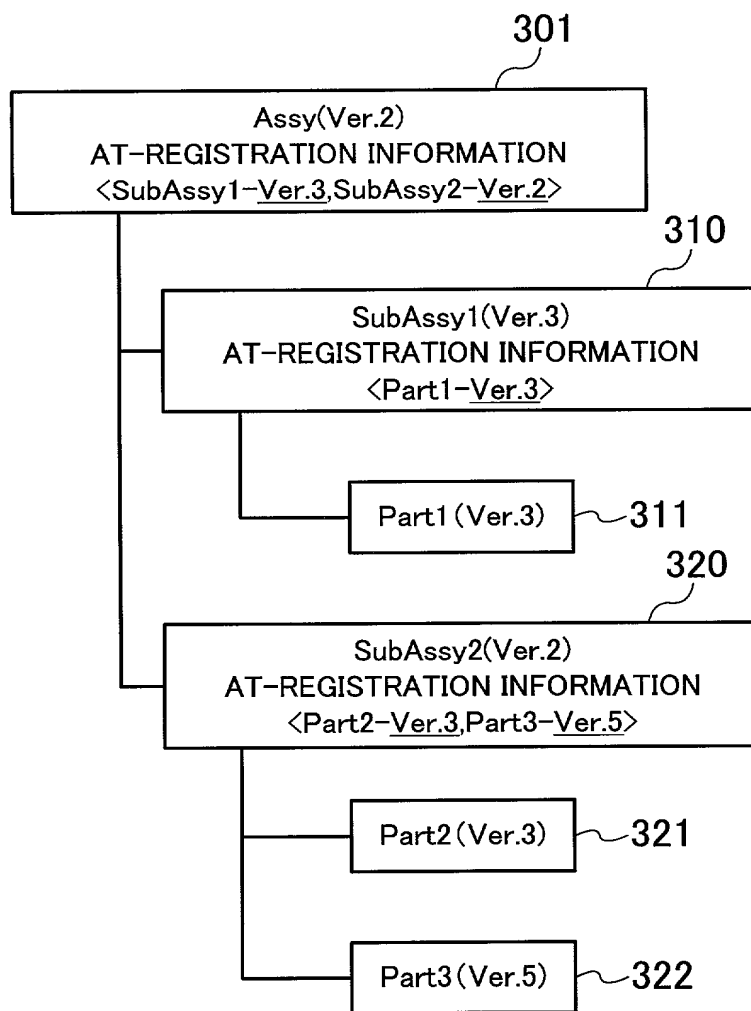 301
Assy(Ver.2)
AT-REGISTRATION INFORMATION
<SubAssy1-Ver.3,SubAssy2-Ver.2>
310
SubAssy1(Ver.3)
AT-REGISTRATION INFORMATION
<Part1-Ver.3>
Part1(Ver.3)
311
320
SubAssy2(Ver.2)
AT-REGISTRATION INFORMATION
<Part2-Ver.3,Part3-Ver.5>
Part2(Ver.3)
321
Part3(Ver.5)
322